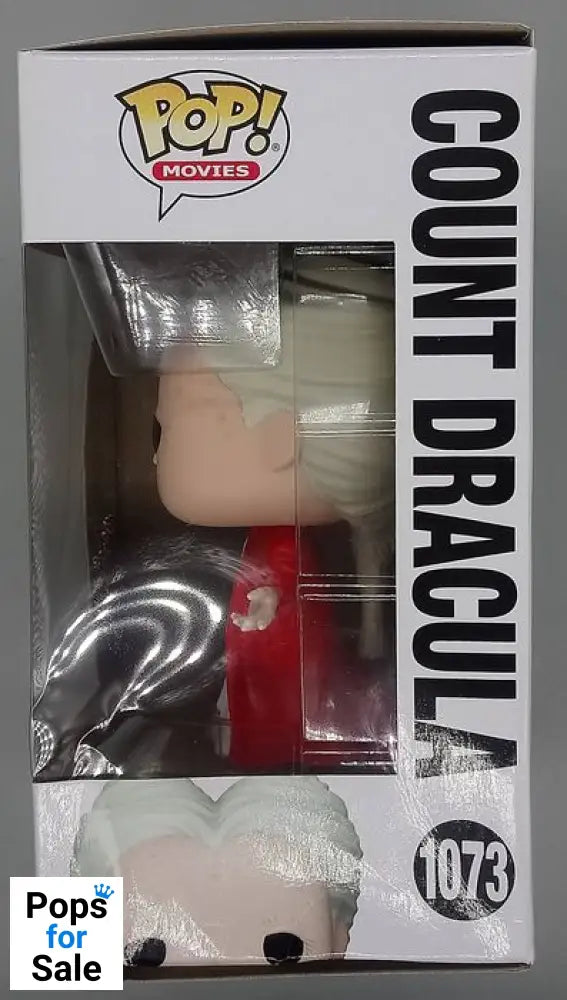 POP!®
MOVIES
COUNT DRACULA
1073
Pops
for
Sale